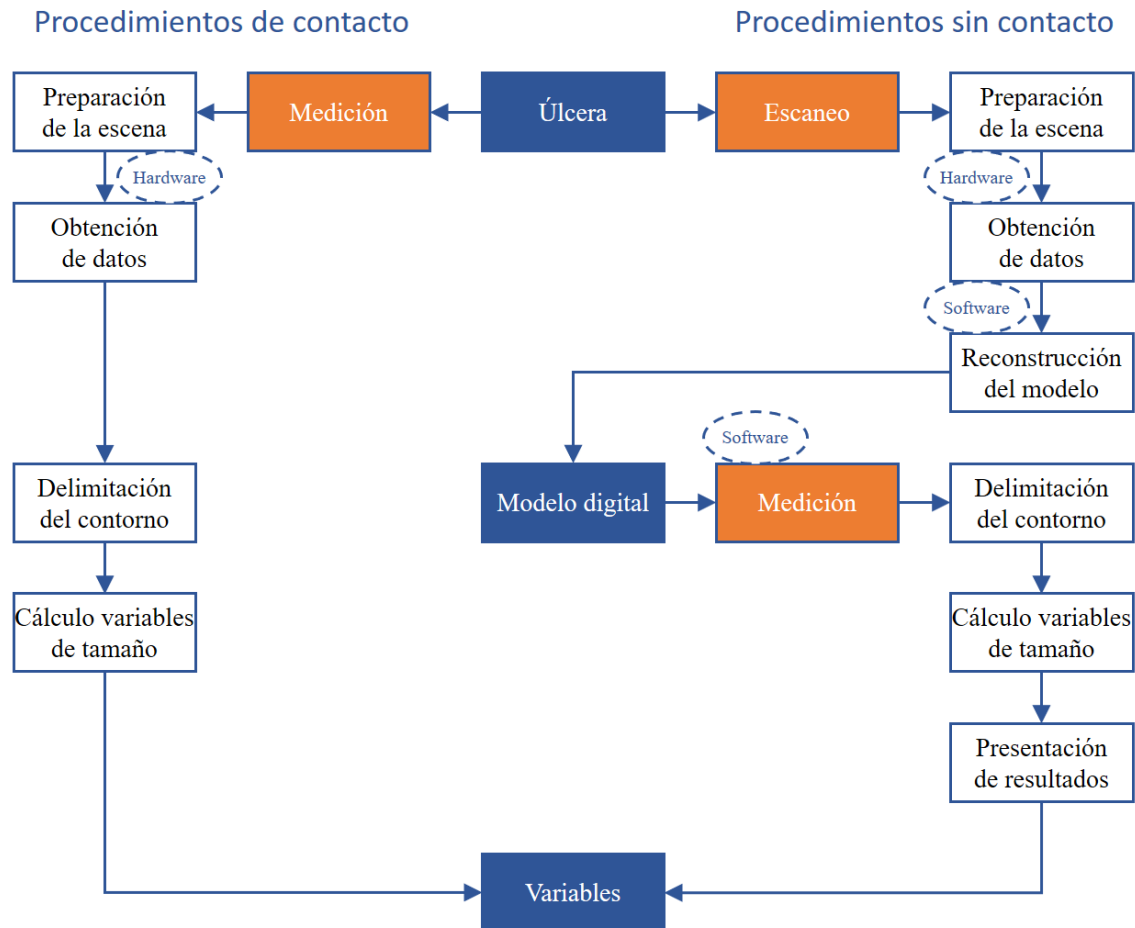 Procedimientos de contacto
Procedimientos sin contacto
Preparación
de la escena
Medición
Úlcera
Escaneo
Preparación
de la escena
Hardware
Hardware
Obtención
de datos
Obtención
de datos
Software
Reconstrucción
del modelo
Software
Delimitación
del contorno
Modelo digital
Medición
Delimitación
del contorno
Cálculo variables
de tamaño
Cálculo variables
de tamaño
Presentación
de resultados
Variables